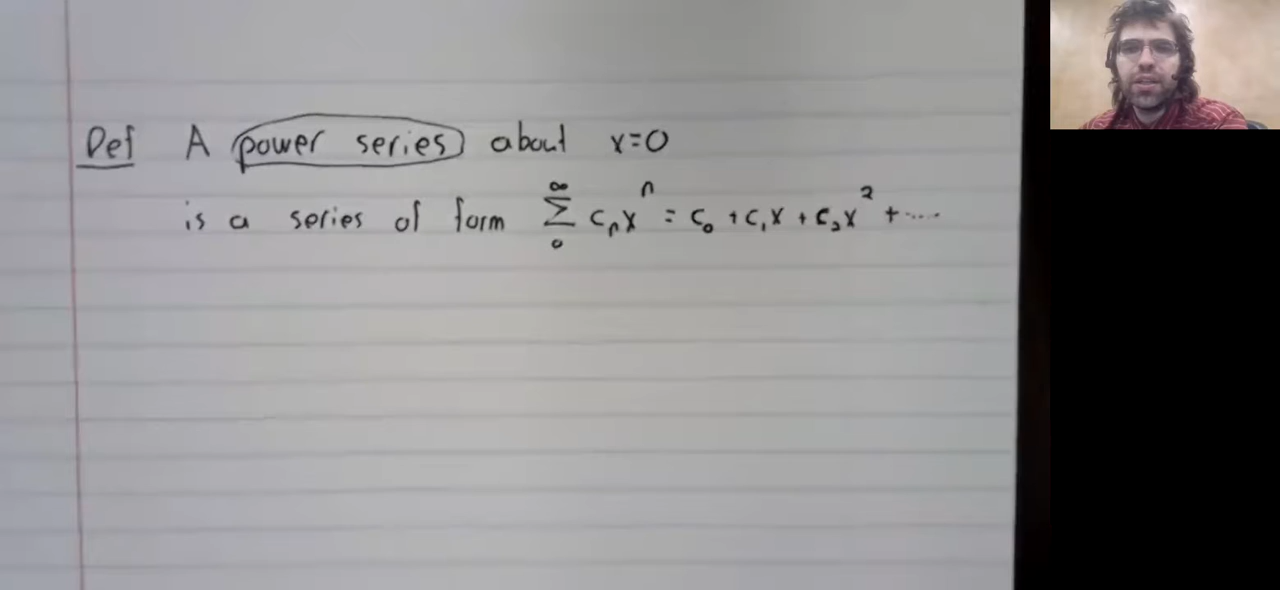 Def A power series about x=0
is a series of form ∞∑0 cₙxⁿ = c₀ + c₁x + c₂x² + ....